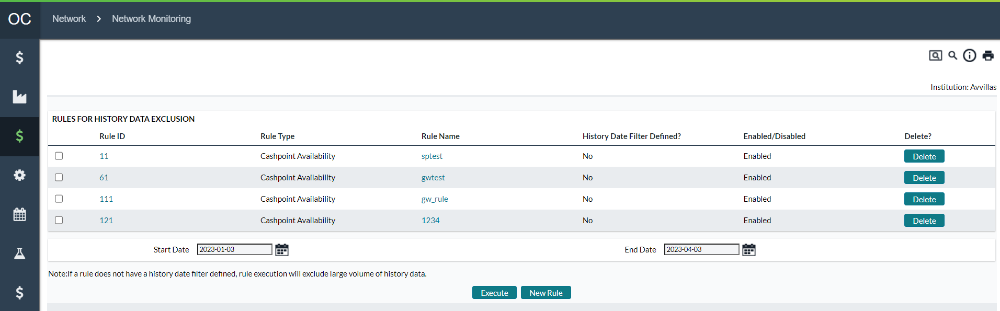 OC Network > Network Monitoring
Institution: Avvillas
RULES FOR HISTORY DATA EXCLUSION
Rule ID Rule Type Rule Name History Date Filter Defined? Enabled/Disabled Delete?
11 Cashpoint Availability sptest No Enabled Delete
61 Cashpoint Availability gwtest No Enabled Delete
111 Cashpoint Availability gw_rule No Enabled Delete
121 Cashpoint Availability 1234 No Enabled Delete
Start Date 2023-01-03 End Date 2023-04-03
Note:If a rule does not have a history date filter defined, rule execution will exclude large volume of history data.
Execute New Rule